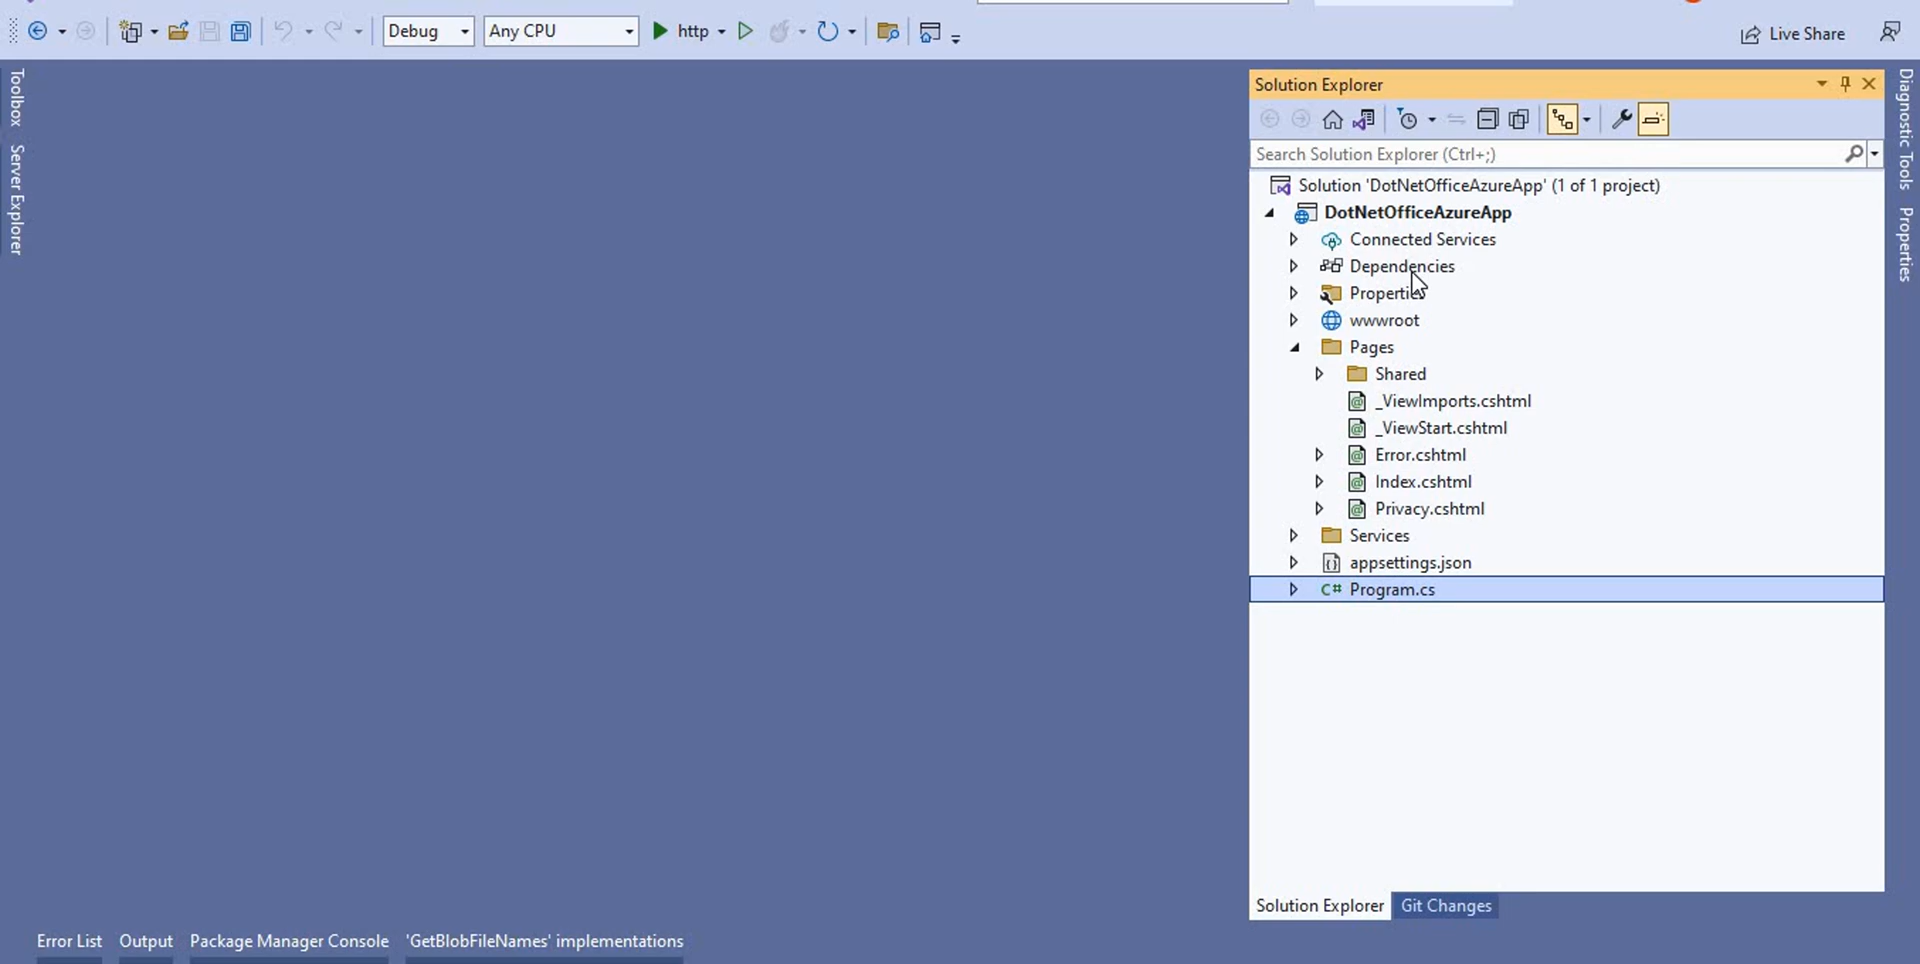 Debug Any CPU http Live Share
Toolbox
Server Explorer
Solution Explorer
Search Solution Explorer (Ctrl+;)
Solution 'DotNetOfficeAzureApp' (1 of 1 project)
DotNetOfficeAzureApp
Connected Services
Dependencies
Properties
wwwroot
Pages
Shared
_ViewImports.cshtml
_ViewStart.cshtml
Error.cshtml
Index.cshtml
Privacy.cshtml
Services
appsettings.json
C# Program.cs
Solution Explorer Git Changes
Diagnostic Tools
Properties
Error List Output Package Manager Console 'GetBlobFileNames' implementations